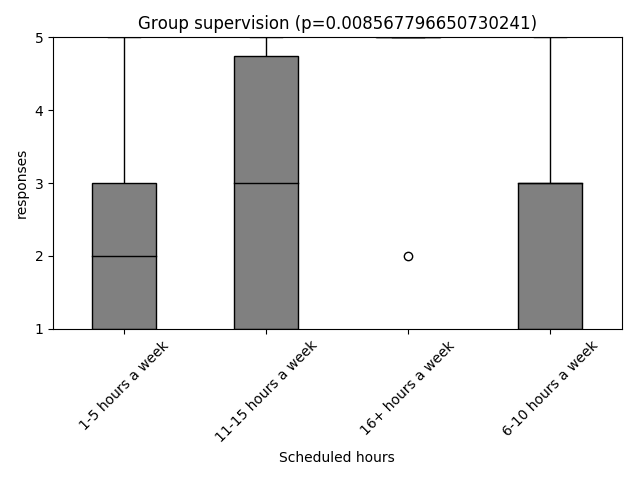 Group supervision (p=0.008567796650730241)
5
4
3
2
1
responses
1-5 hours a week
11-15 hours a week
16+ hours a week
6-10 hours a week
Scheduled hours